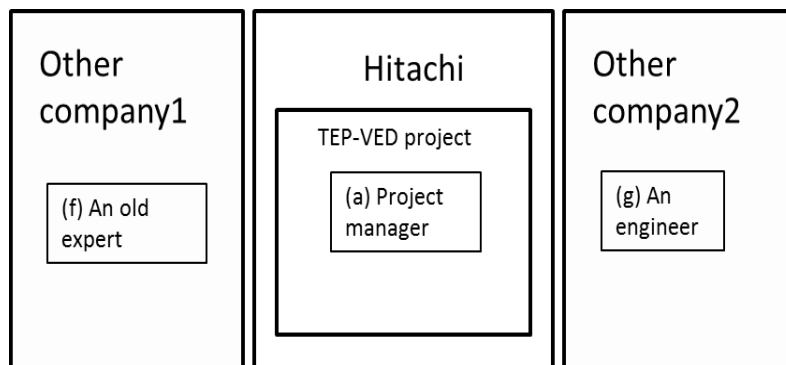 Other
company1
(f) An old
expert
Hitachi
TEP-VED project
(a) Project
manager
Other
company2
(g) An
engineer